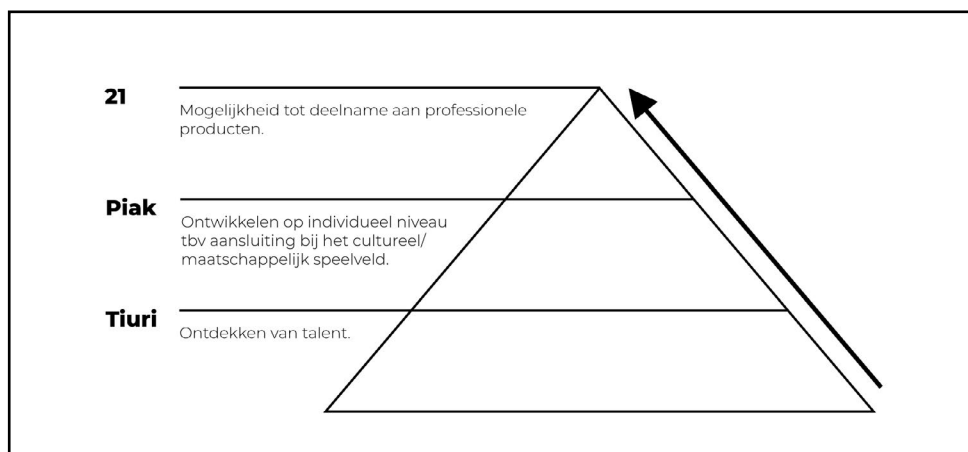 21
Mogelijkheid tot deelname aan professionele
producten.
Piak
Ontwikkelen op individueel niveau
tbv aansluiting bij het cultureel/
maatschappelijk speelveld.
Tiuri
Ontdekken van talent.